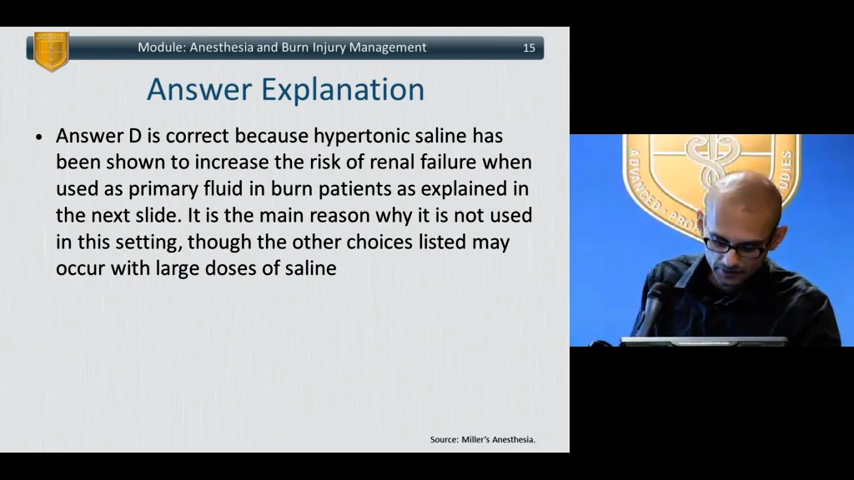 Module: Anesthesia and Burn Injury Management 15
Answer Explanation
• Answer D is correct because hypertonic saline has
been shown to increase the risk of renal failure when
used as primary fluid in burn patients as explained in
the next slide. It is the main reason why it is not used
in this setting, though the other choices listed may
occur with large doses of saline
Source: Miller's Anesthesia.
ADVANCED